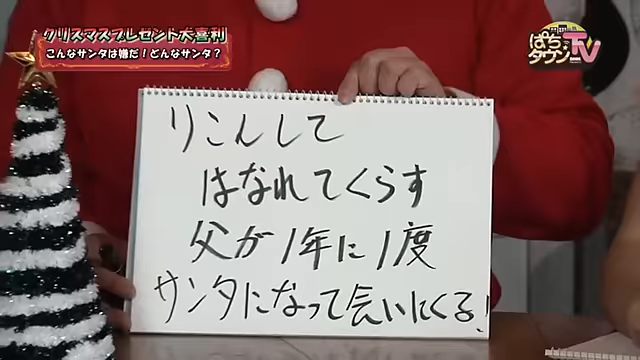 クリスマスプレゼント大喜利
こんなサンタは嫌だ!どんなサンタ?
ぱち
タウンTV
りこんして
はなれてくらす
父が1年に1度
サンタになって会いにくる!